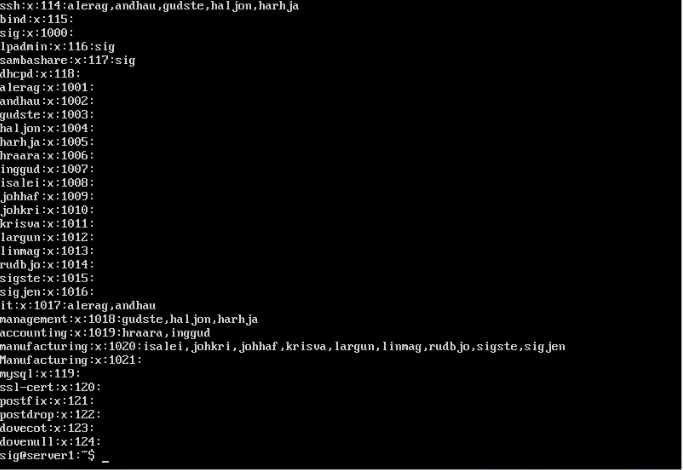 ssh:x:114:alerag,andhau,gudste,haljon,harhja
bind:x:115:
sig:x:1000:
lpadmin:x:116:sig
sambashare:x:117:sig
dhcpd:x:118:
alerag:x:1001:
andhau:x:1002:
gudste:x:1003:
haljon:x:1004:
harhja:x:1005:
hraara:x:1006:
inggud:x:1007:
isalei:x:1008:
johhaf:x:1009:
johkri:x:1010:
krisva:x:1011:
largun:x:1012:
linmag:x:1013:
rudbjo:x:1014:
sigste:x:1015:
sigjen:x:1016:
it:x:1017:alerag,andhau
management:x:1018:gudste,haljon,harhja
accounting:x:1019:hraara,inggud
manufacturing:x:1020:isalei,johkri,johhaf,krisva,largun,linmag,rudbjo,sigste,sigjen
Manufacturing:x:1021:
mysql:x:119:
ssl-cert:x:120:
postfix:x:121:
postdrop:x:122:
dovecot:x:123:
dovenull:x:124:
sig@server1:~$ _